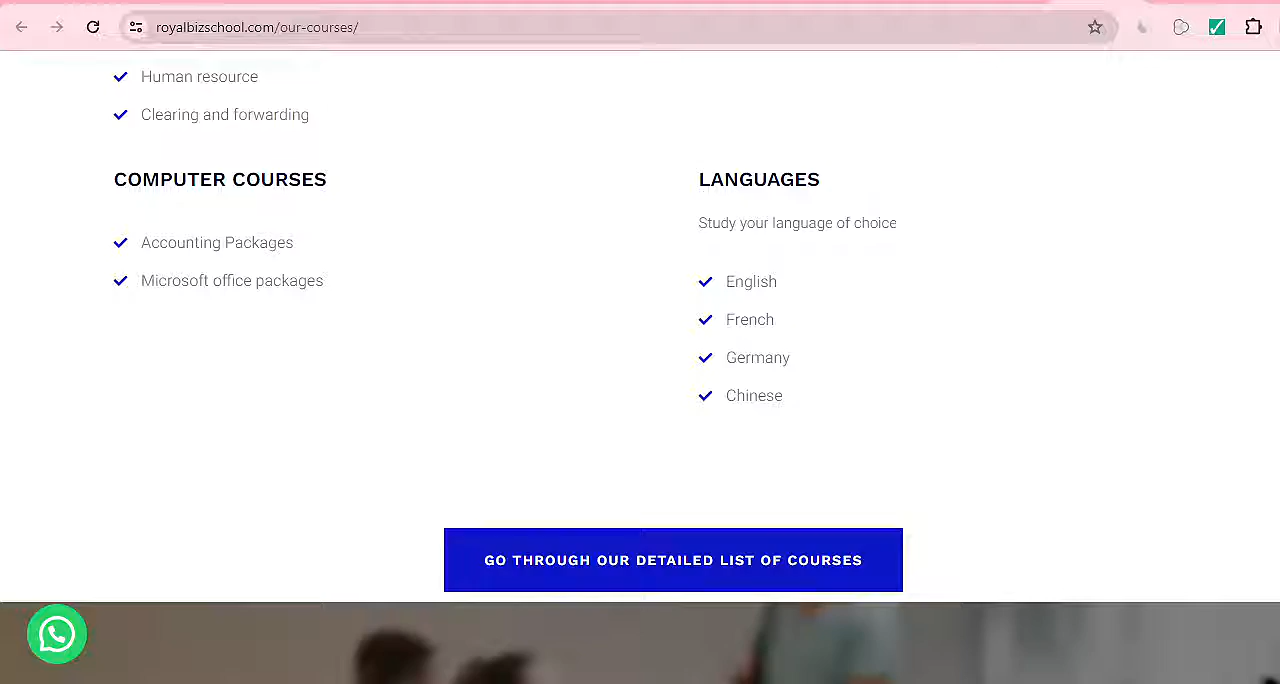 royalbizschool.com/our-courses/
Human resource
Clearing and forwarding
COMPUTER COURSES
Accounting Packages
Microsoft office packages
LANGUAGES
Study your language of choice
English
French
Germany
Chinese
GO THROUGH OUR DETAILED LIST OF COURSES